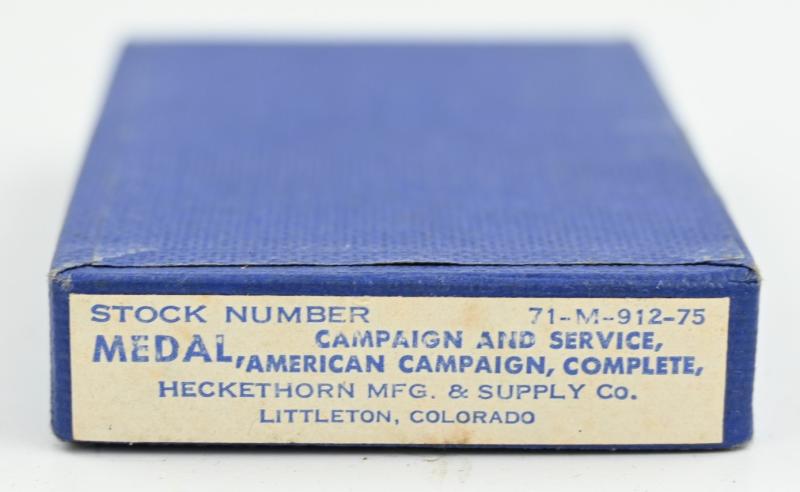 STOCK NUMBER 71-M-912-75
MEDAL, CAMPAIGN AND SERVICE,
AMERICAN CAMPAIGN, COMPLETE,
HECKETHORN MFG. & SUPPLY Co.
LITTLETON, COLORADO